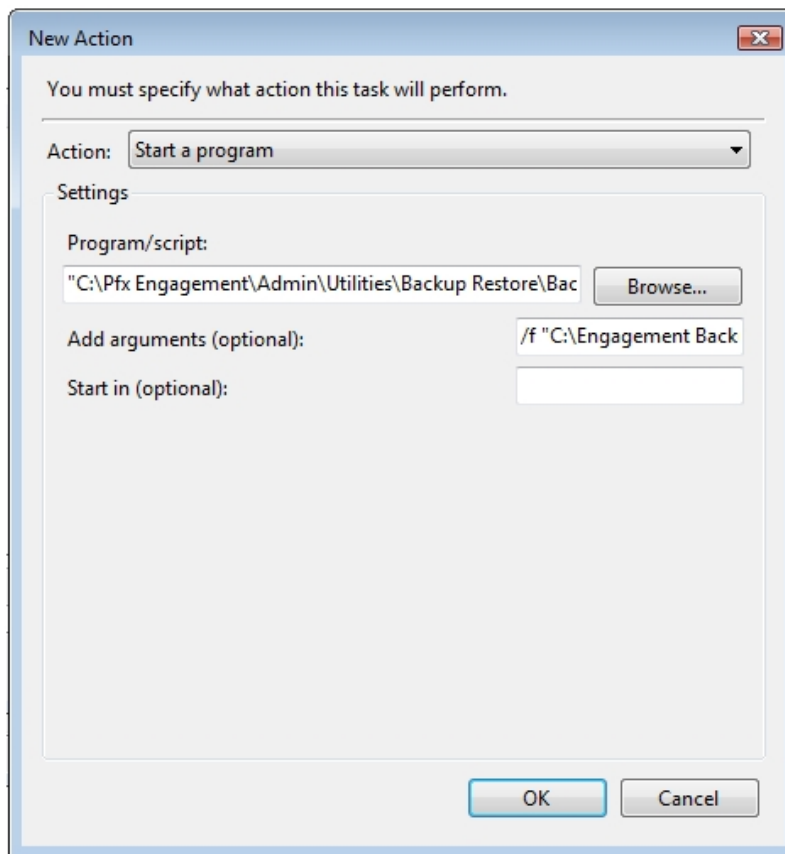 New Action
You must specify what action this task will perform.
Action: Start a program
Settings
Program/script:
"C:\Pfx Engagement\Admin\Utilities\Backup Restore\Bac Browse...
Add arguments (optional): /f "C:\Engagement Back
Start in (optional):
OK Cancel